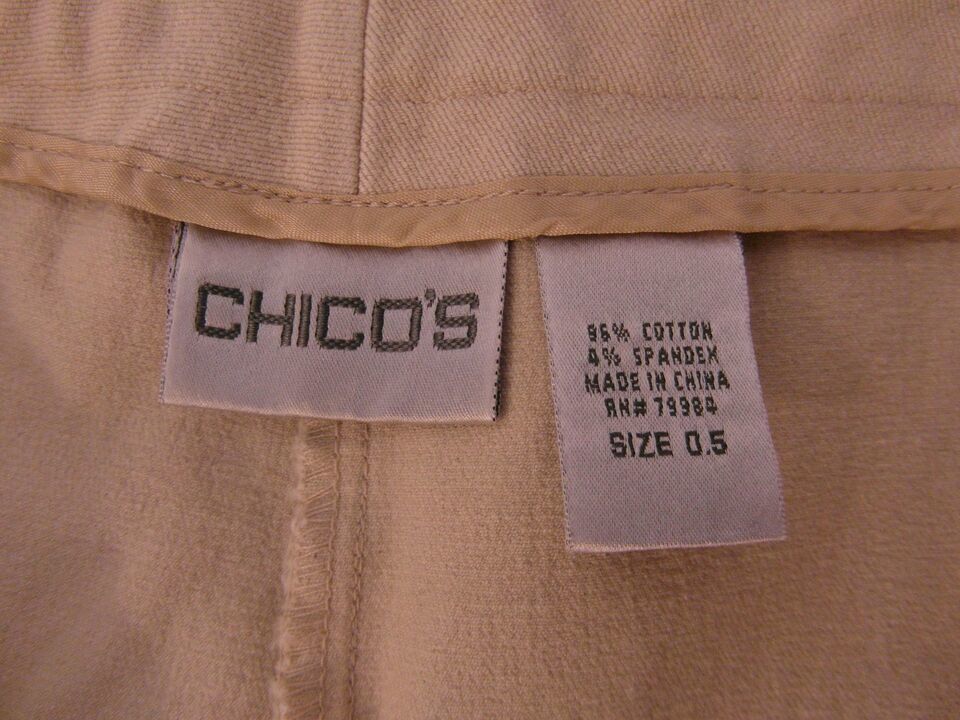 CHICO'S
96% COTTON
4% SPANDEX
MADE IN CHINA
RN# 79984
SIZE 0.5